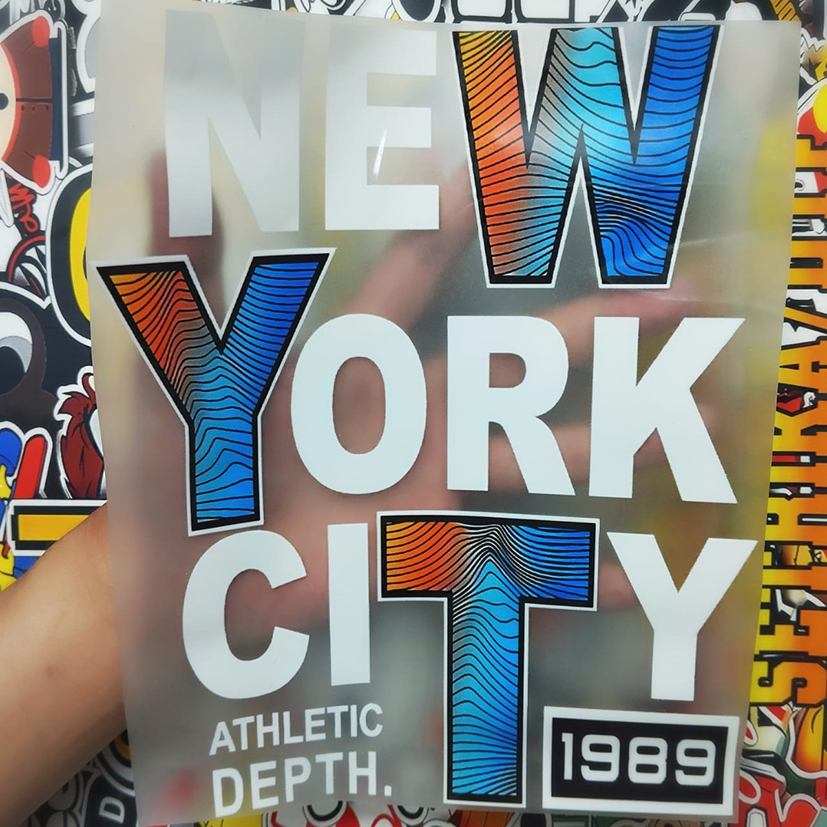 NEW
YORK
CITY
ATHLETIC
DEPTH.
1989